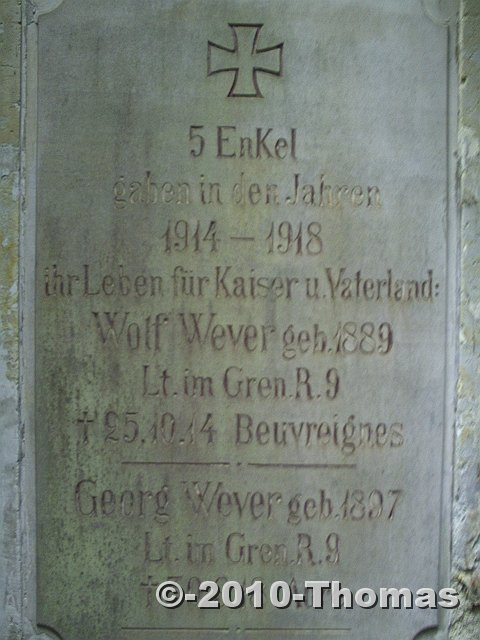 5 Enkel
gaben in den Jahren
1914 – 1918
ihr Leben für Kaiser u. Vaterland:
Wolf Wever geb. 1889
Lt. im Gren. R. 9
† 25.10.14 Beuvreignes
Georg Wever geb. 1897
Lt. im Gren. R. 9
†
©-2010-Thomas